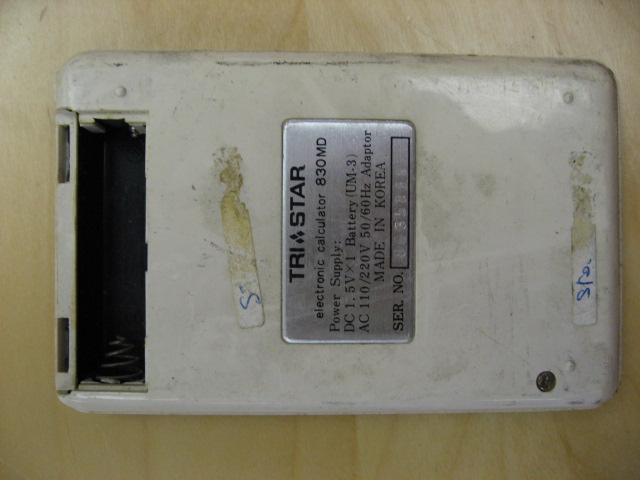 TRI STAR
electronic calculator 830MD
Power Supply:
DC 1.5V×1 Battery(UM-3)
AC 110/220V 50/60Hz Adaptor
MADE IN KOREA
SER. NO.